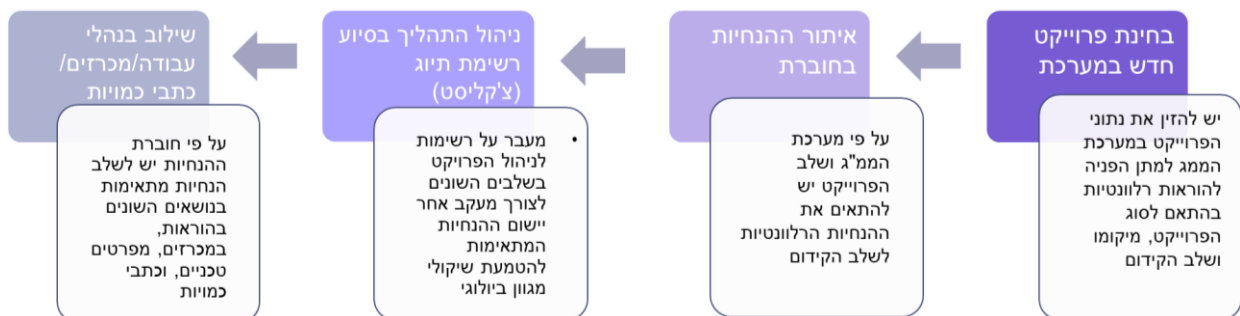 בחינת פרוייקט
חדש במערכת
יש להזין את נתוני
הפרוייקט במערכת
הממג למתן הפניה
להוראות רלוונטיות
בהתאם לסוג
הפרוייקט, מיקומו
ושלב הקידום
איתור ההנחיות
בחוברת
על פי מערכת
הממ"ג ושלב
הפרוייקט יש
להתאים את
ההנחיות הרלוונטיות
לשלב הקידום
ניהול התהליך בסיוע
רשימת תיוג
(צ'קליסט)
• מעבר על רשימות
לניהול הפרויקט
בשלבים השונים
לצורך מעקב אחר
יישום ההנחיות
המתאימות
להטמעת שיקולי
מגוון ביולוגי
שילוב בנהלי
עבודה/מכרזים/
כתבי כמויות
על פי חוברת
ההנחיות יש לשלב
הנחיות מתאימות
בנושאים השונים
בהוראות,
במכרזים, מפרטים
טכניים, וכתבי
כמויות